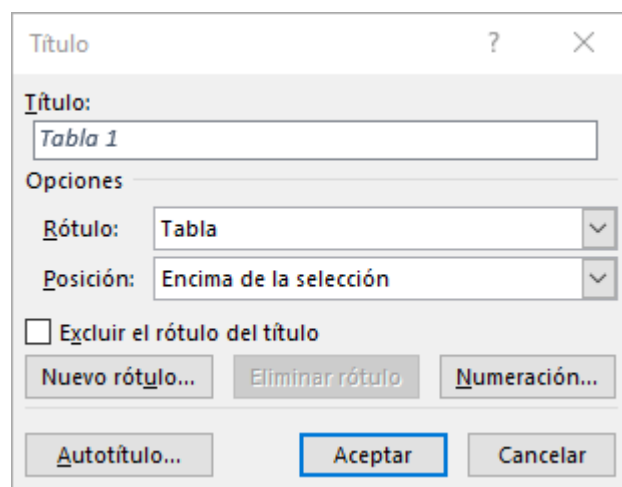 Título ?
Título:
Tabla 1
Opciones
Rótulo: Tabla
Posición: Encima de la selección
Excluir el rótulo del título
Nuevo rótulo... Eliminar rótulo Numeración...
Autotítulo... Aceptar Cancelar